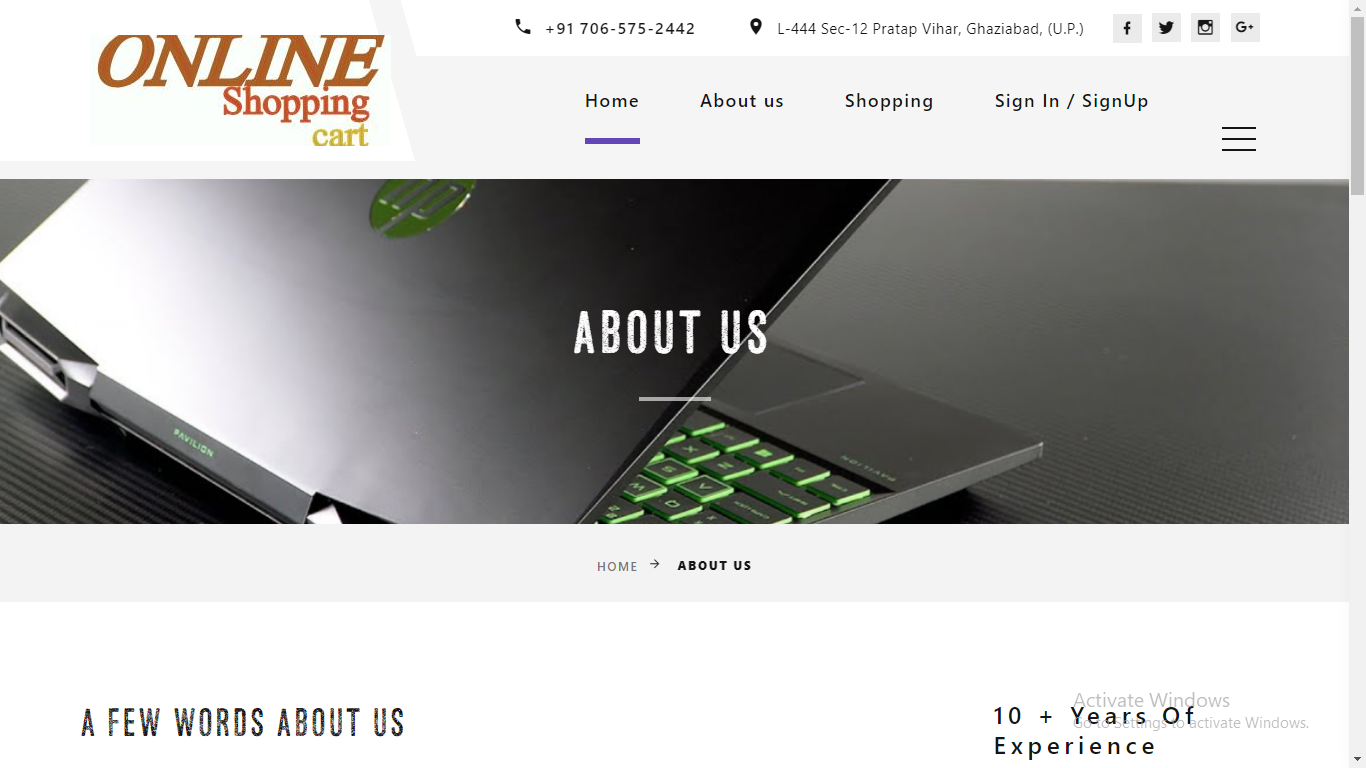 +91 706-575-2442
L-444 Sec-12 Pratap Vihar, Ghaziabad, (U.P.)
G+
ONLINE
Shopping
cart
Home
About us
Shopping
Sign In / SignUp
hp
ABOUT US
PAVILION
PAVILION
HOME → ABOUT US
A FEW WORDS ABOUT US
10 + Years Of
Experience
Activate Windows
Go to Settings to activate Windows.